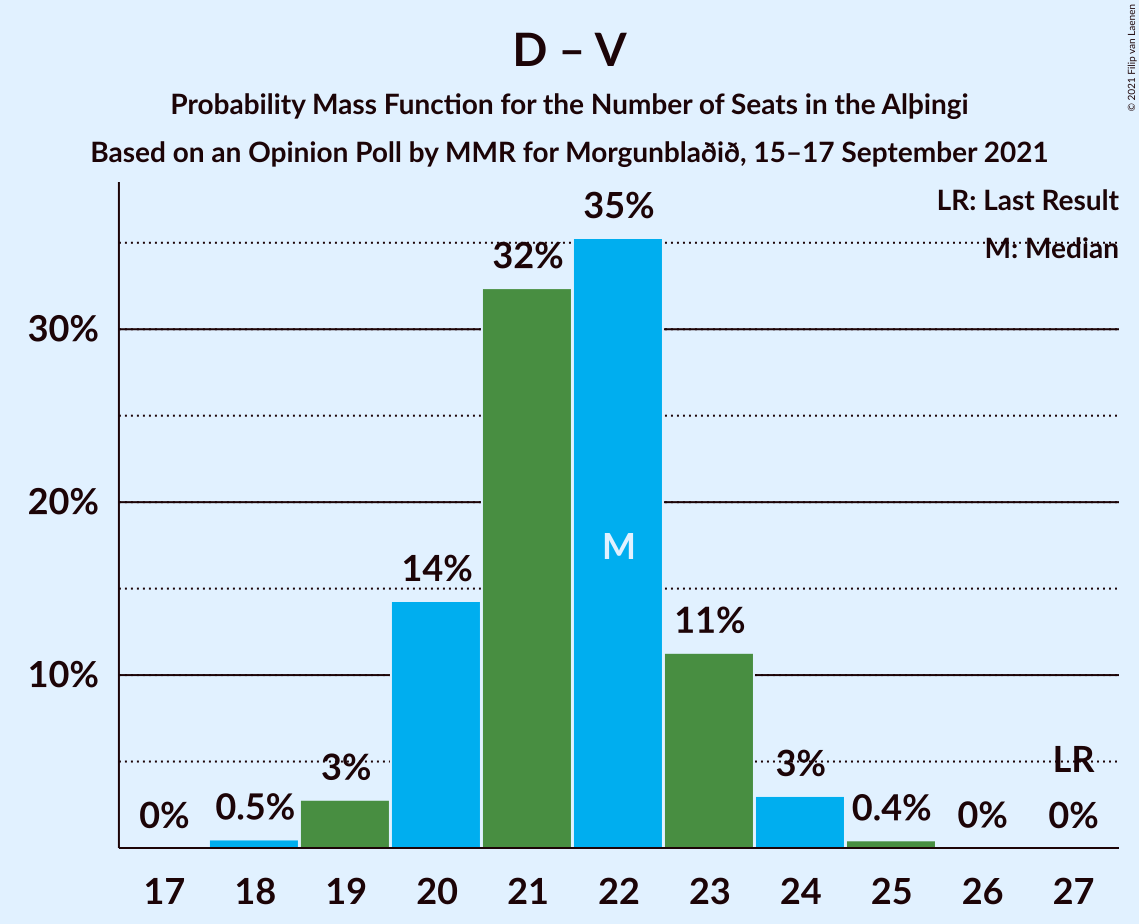 D – V
Probability Mass Function for the Number of Seats in the Alþingi
Based on an Opinion Poll by MMR for Morgunblaðið, 15–17 September 2021
© 2021 Filip van Laenen
LR: Last Result
M: Median
30%
20%
10%
0%
0.5%
3%
14%
32%
35%
M
11%
3%
0.4%
0%
LR
0%
17 18 19 20 21 22 23 24 25 26 27